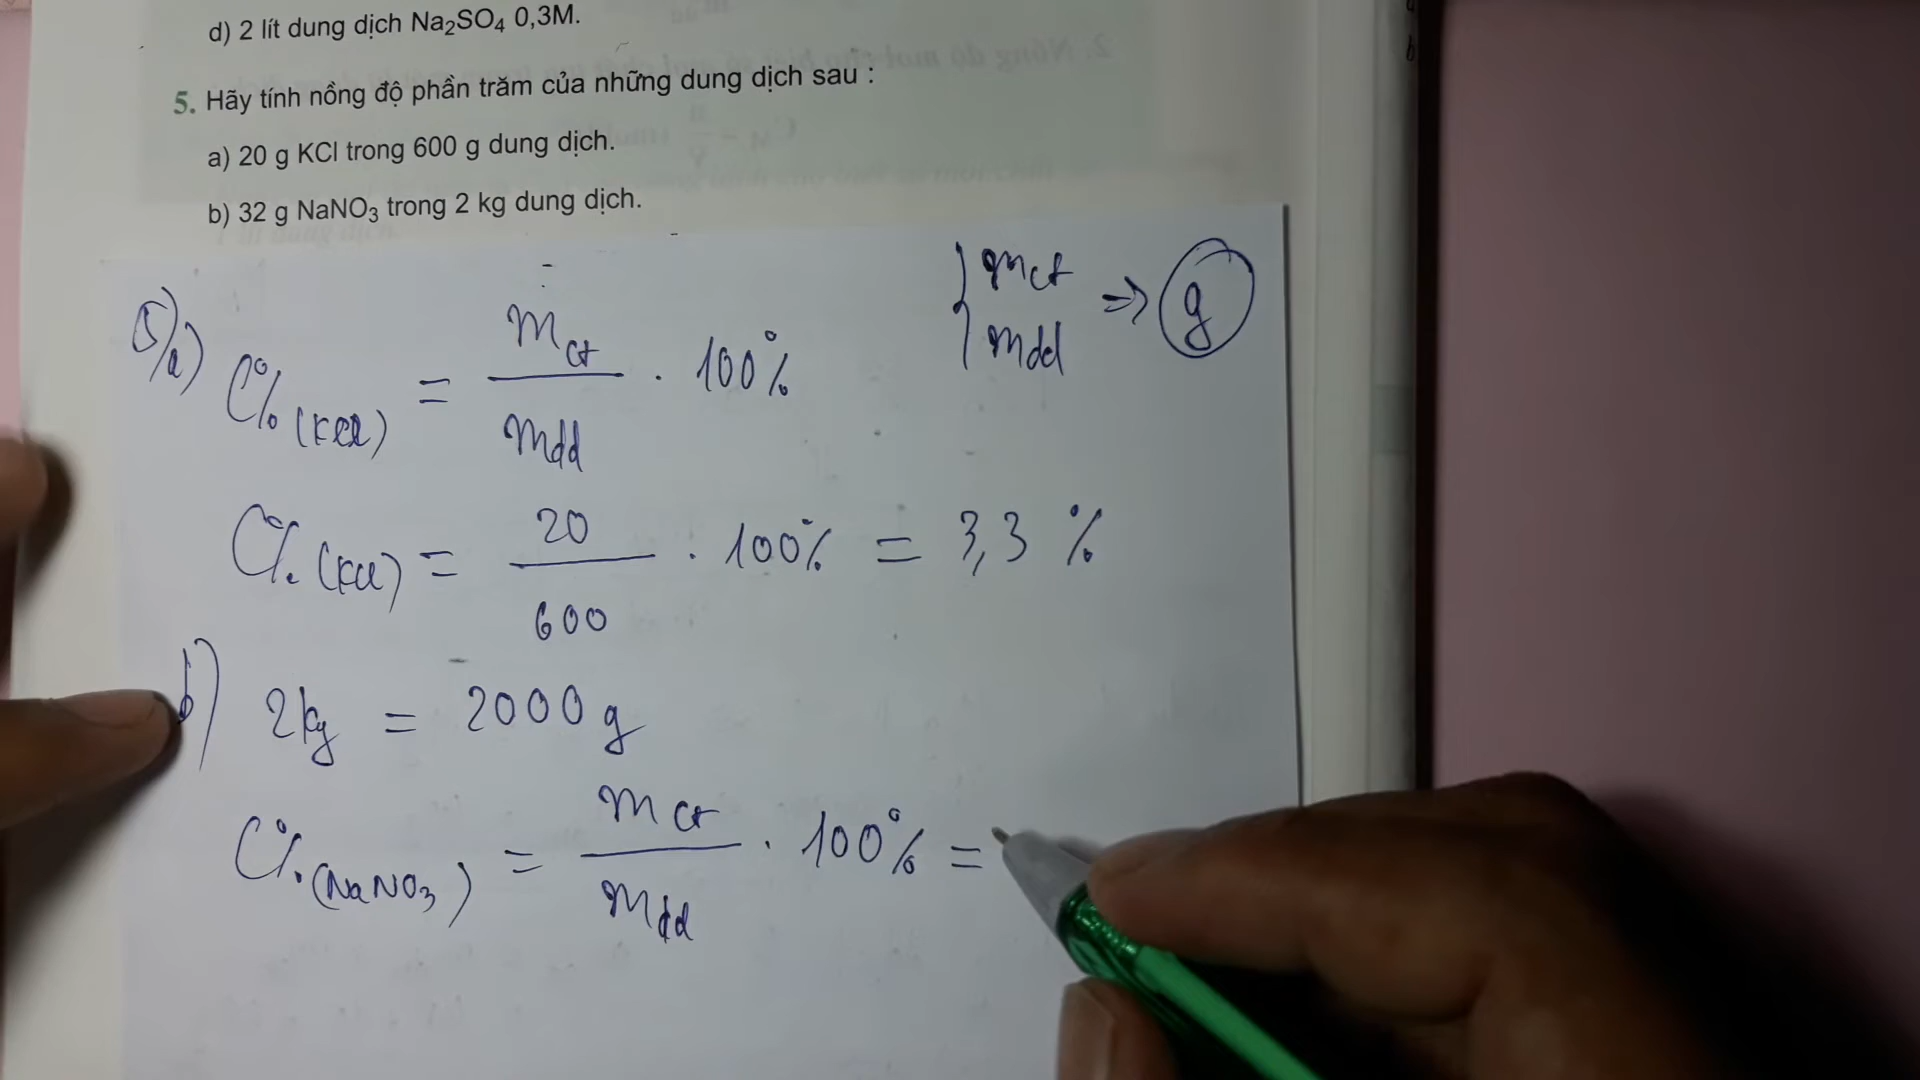 d) 2 lít dung dịch Na₂SO₄ 0,3M.
5. Hãy tính nồng độ phần trăm của những dung dịch sau :
a) 20 g KCl trong 600 g dung dịch.
b) 32 g NaNO₃ trong 2 kg dung dịch.
mct
mdd => g
5/a) C%(KCl) = mct / mdd . 100%
C%(KCl) = 20 / 600 . 100% = 3,3 %
b) 2kg = 2000g
C%(NaNO₃) = mct / mdd . 100% =